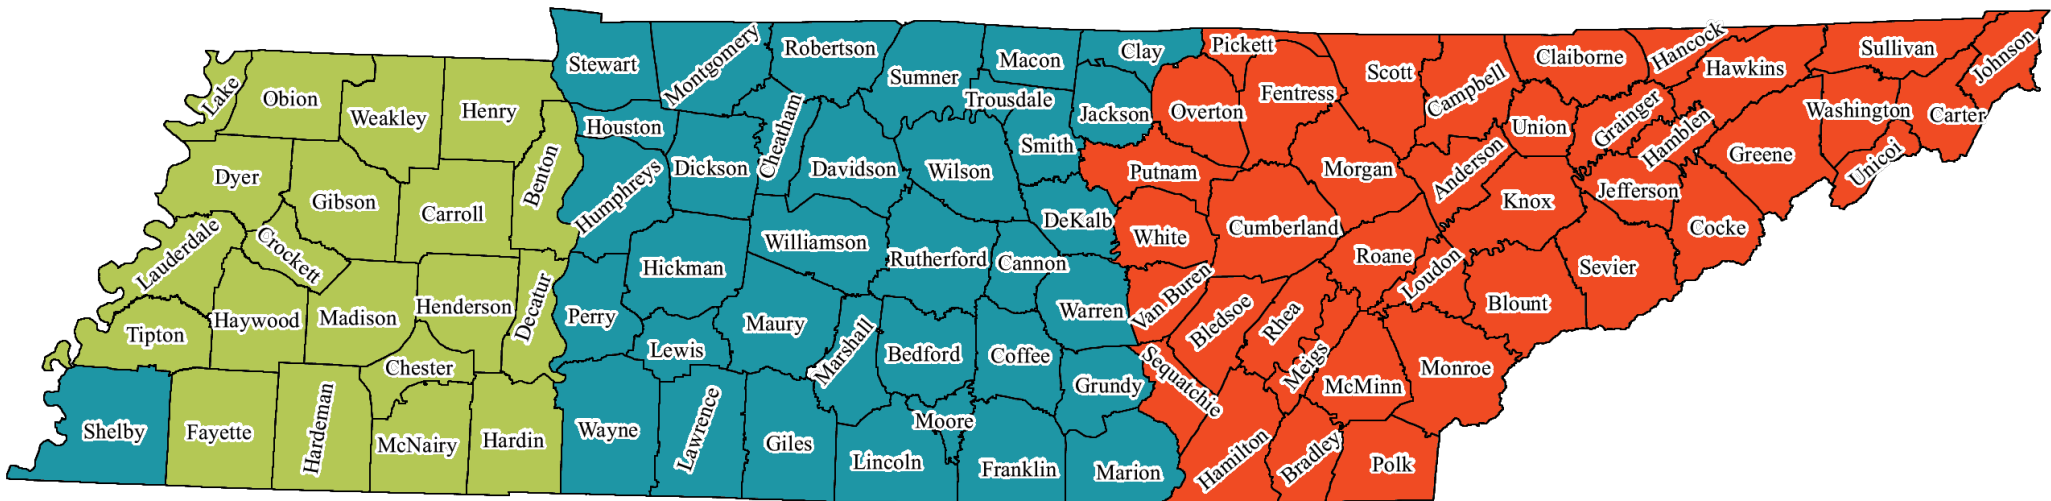 Lake
Obion
Weakley
Henry
Stewart
Montgomery
Robertson
Sumner
Macon
Clay
Pickett
Scott
Campbell
Claiborne
Hancock
Hawkins
Sullivan
Johnson
Trousdale
Jackson
Overton
Fentress
Union
Grainger
Hamblen
Washington
Carter
Houston
Cheatham
Smith
Benton
Dickson
Davidson
Wilson
Putnam
Morgan
Anderson
Greene
Unicoi
Dyer
Gibson
Carroll
Humphreys
DeKalb
White
Cumberland
Knox
Jefferson
Cocke
Lauderdale
Crockett
Williamson
Rutherford
Cannon
Roane
Loudon
Sevier
Hickman
Tipton
Haywood
Madison
Henderson
Decatur
Perry
Maury
Warren
Van Buren
Bledsoe
Rhea
Blount
Chester
Lewis
Marshall
Bedford
Coffee
Grundy
Sequatchie
Meigs
McMinn
Monroe
Shelby
Fayette
Hardeman
McNairy
Hardin
Wayne
Lawrence
Giles
Moore
Lincoln
Franklin
Marion
Hamilton
Bradley
Polk